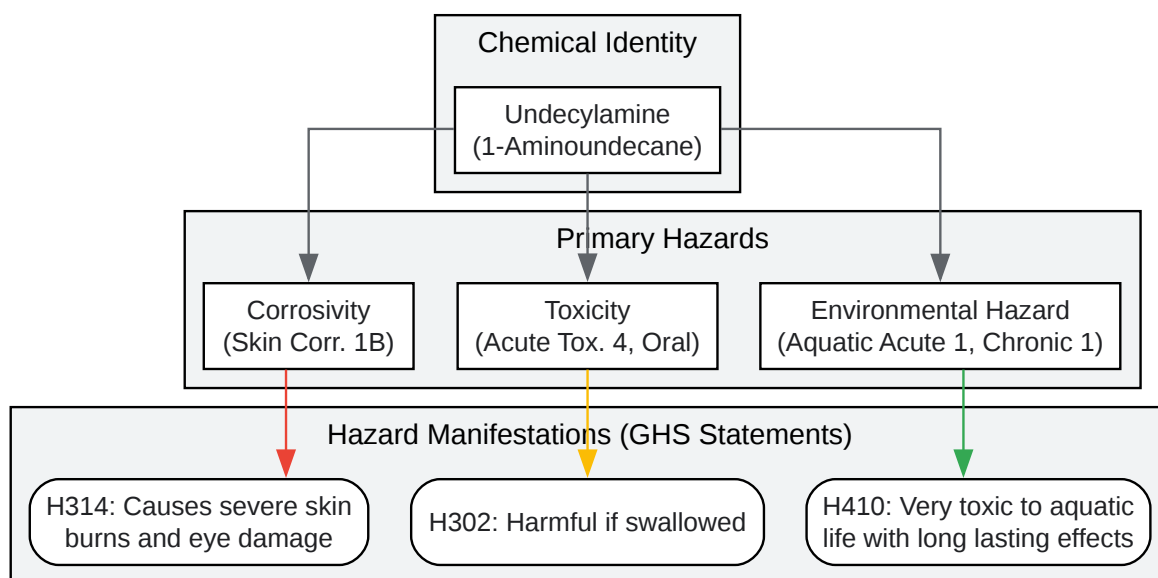 Chemical Identity
Undecylamine
(1-Aminoundecane)
Primary Hazards
Corrosivity
(Skin Corr. 1B)
Toxicity
(Acute Tox. 4, Oral)
Environmental Hazard
(Aquatic Acute 1, Chronic 1)
Hazard Manifestations (GHS Statements)
H314: Causes severe skin
burns and eye damage
H302: Harmful if swallowed
H410: Very toxic to aquatic
life with long lasting effects